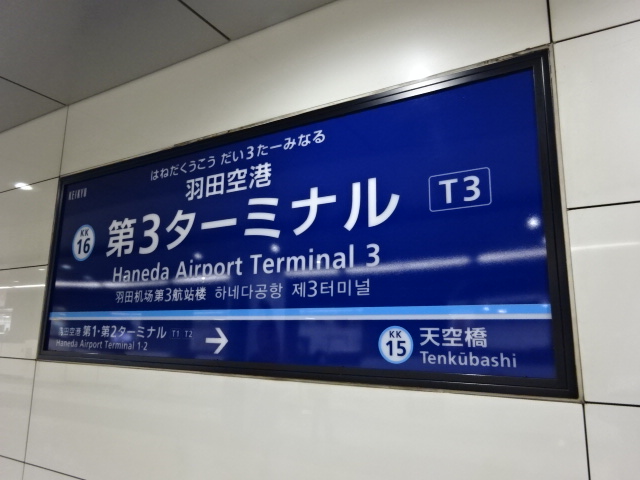 KEIKYU
はねだくうこう だい3たーみなる
羽田空港
KK
16
第3ターミナル
T3
Haneda Airport Terminal 3
羽田机场第3航站楼 하네다공항 제3터미널
羽田空港 第1·第2ターミナル T1 T2
Haneda Airport Terminal 1·2
→
KK
15
天空橋
Tenkūbashi